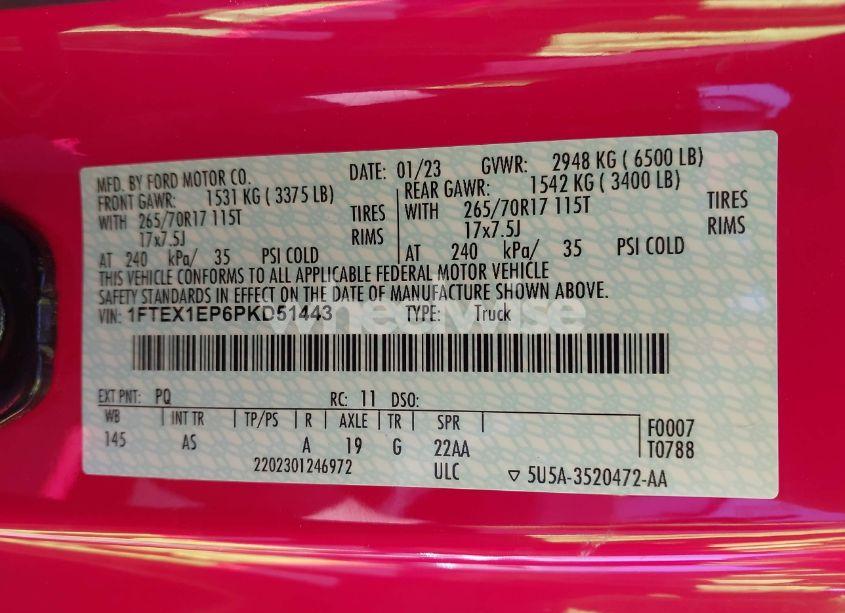 MFD. BY FORD MOTOR CO. DATE: 01/23 GVWR: 2948 KG ( 6500 LB)
FRONT GAWR: 1531 KG ( 3375 LB) REAR GAWR: 1542 KG ( 3400 LB)
WITH 265/70R17 115T TIRES WITH 265/70R17 115T TIRES
17x7.5J RIMS 17x7.5J RIMS
AT 240 kPa/ 35 PSI COLD AT 240 kPa/ 35 PSI COLD
THIS VEHICLE CONFORMS TO ALL APPLICABLE FEDERAL MOTOR VEHICLE
SAFETY STANDARDS IN EFFECT ON THE DATE OF MANUFACTURE SHOWN ABOVE.
VIN: 1FTEX1EP6PKD51443 TYPE: Truck
wheelwise
EXT PNT: PQ RC: 11 DSO:
WB INT TR TP/PS R AXLE TR SPR F0007
145 AS A 19 G 22AA T0788
2202301246972 ULC ▽ 5U5A-3520472-AA